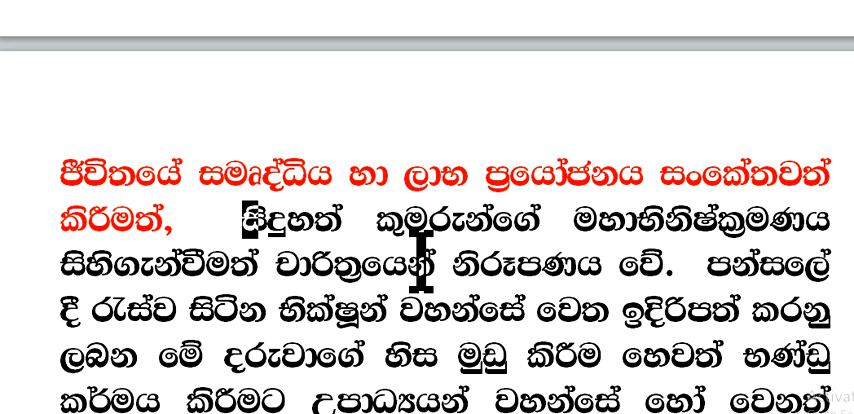 ජීවිතයේ සමෘද්ධිය හා ලාභ ප්‍රයෝජනය සංකේතවත්
කිරීමත්, සිදුහත් කුමරුන්ගේ මහාභිනිෂ්ක්‍රමණය
සිහිගැන්වීමත් චාරිත්‍රයෙන් නිරූපණය වේ. පන්සලේ
දී රැස්ව සිටින භික්ෂූන් වහන්සේ වෙත ඉදිරිපත් කරනු
ලබන මේ දරුවාගේ හිස මුඩු කිරීම හෙවත් භණ්ඩු
කර්මය කිරීමට උපාධ්‍යයන් වහන්සේ හෝ වෙනත්